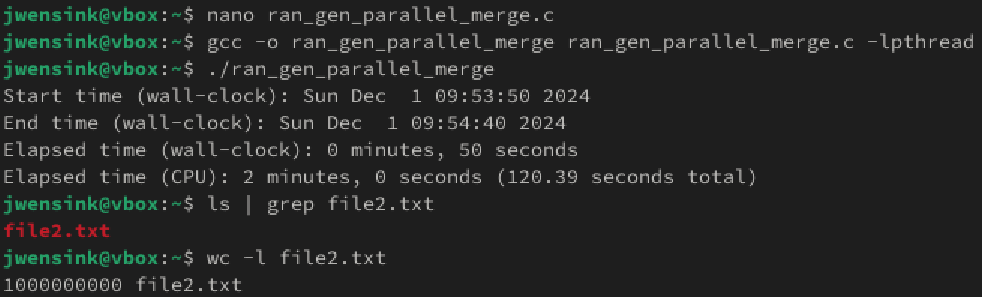 jwensink@vbox:~$ nano ran_gen_parallel_merge.c
jwensink@vbox:~$ gcc -o ran_gen_parallel_merge ran_gen_parallel_merge.c -lpthread
jwensink@vbox:~$ ./ran_gen_parallel_merge
Start time (wall-clock): Sun Dec  1 09:53:50 2024
End time (wall-clock): Sun Dec  1 09:54:40 2024
Elapsed time (wall-clock): 0 minutes, 50 seconds
Elapsed time (CPU): 2 minutes, 0 seconds (120.39 seconds total)
jwensink@vbox:~$ ls | grep file2.txt
file2.txt
jwensink@vbox:~$ wc -l file2.txt
1000000000 file2.txt